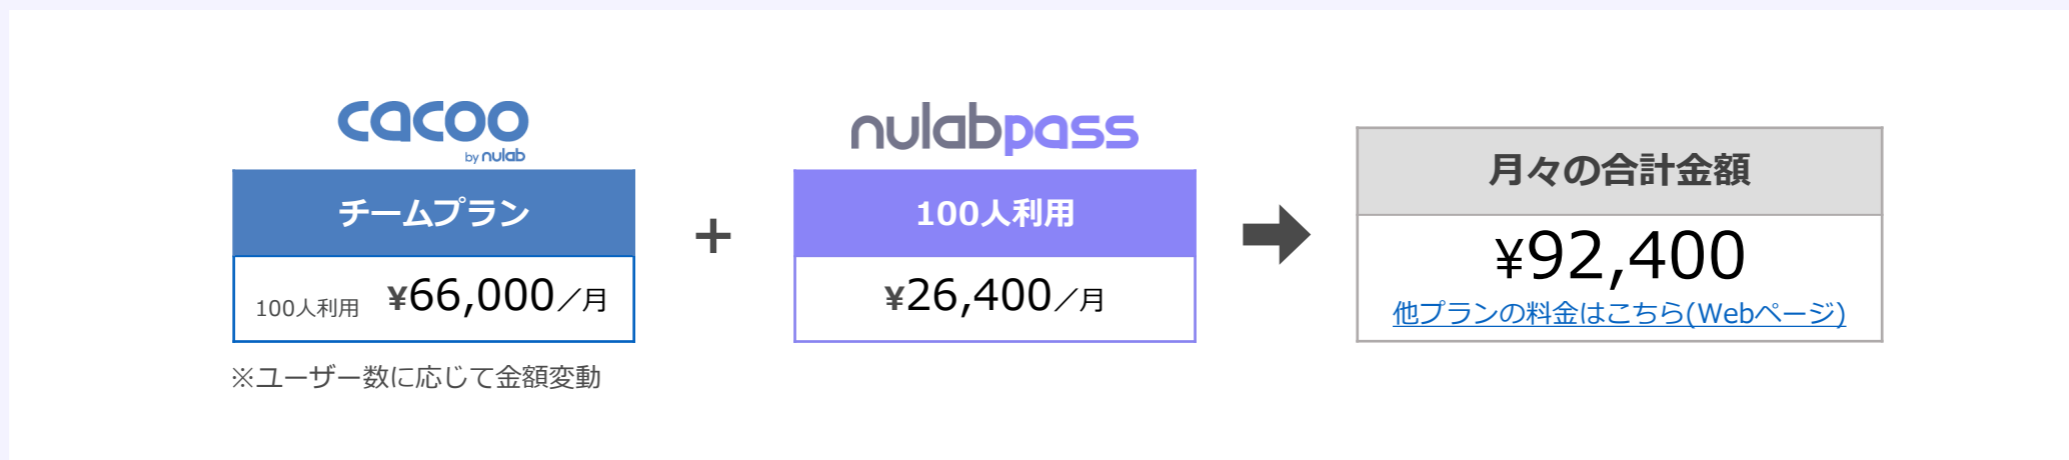 cacoo
by nulab
チームプラン
100人利用 ¥66,000／月
※ユーザー数に応じて金額変動
+
nulabpass
100人利用
¥26,400／月
月々の合計金額
¥92,400
他プランの料金はこちら(Webページ)